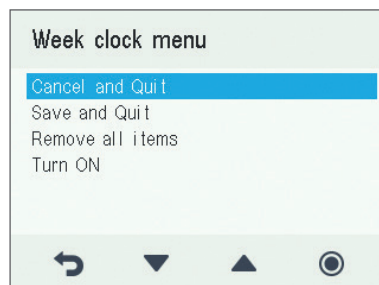 Week clock menu
Cancel and Quit
Save and Quit
Remove all items
Turn ON